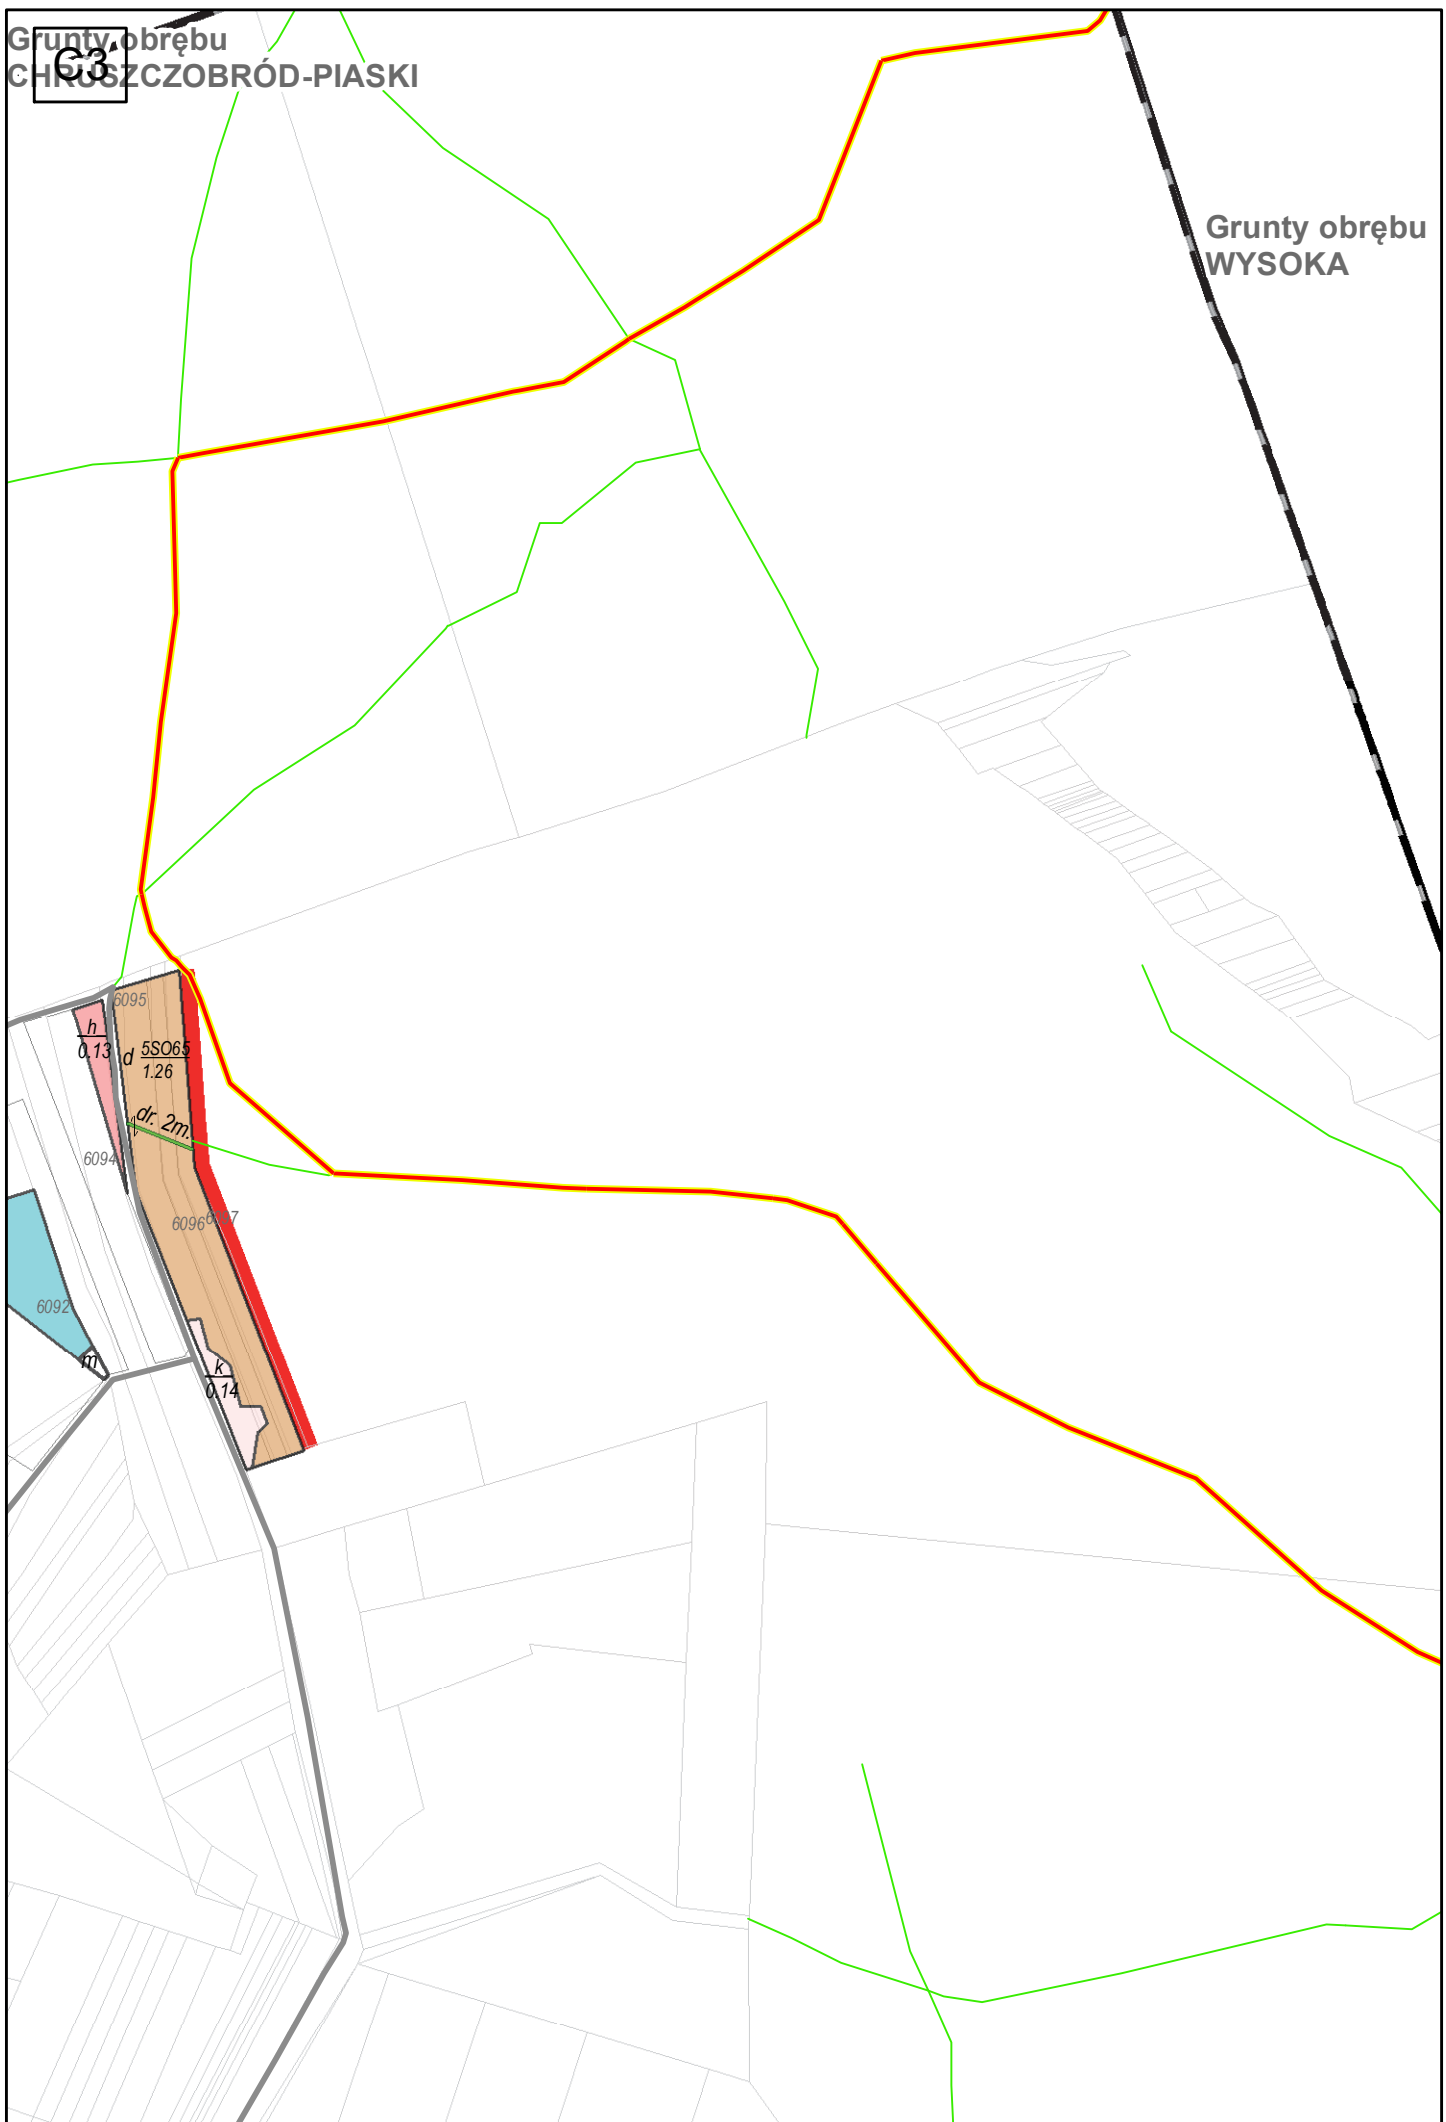 Grunty obrębu
CHRUSZCZOBRÓD-PIASKI
C3
Grunty obrębu
WYSOKA
6095
h
0.13
d 5SO65
1.26
dr. 2m.
6094
6096
6097
6092
m
k
0.14